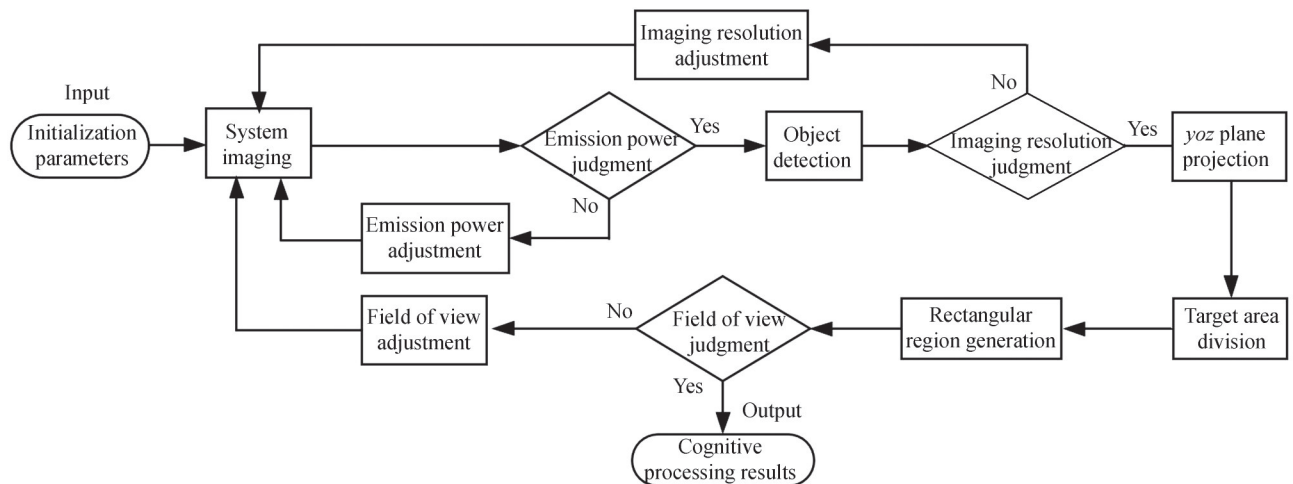 Imaging resolution
adjustment
Input
Initialization
parameters
System
imaging
Emission power
judgment
Yes
No
Object
detection
Imaging resolution
judgment
No
Yes
yoz plane
projection
Emission power
adjustment
Target area
division
Rectangular
region generation
Field of view
judgment
No
Field of view
adjustment
Yes
Output
Cognitive
processing results